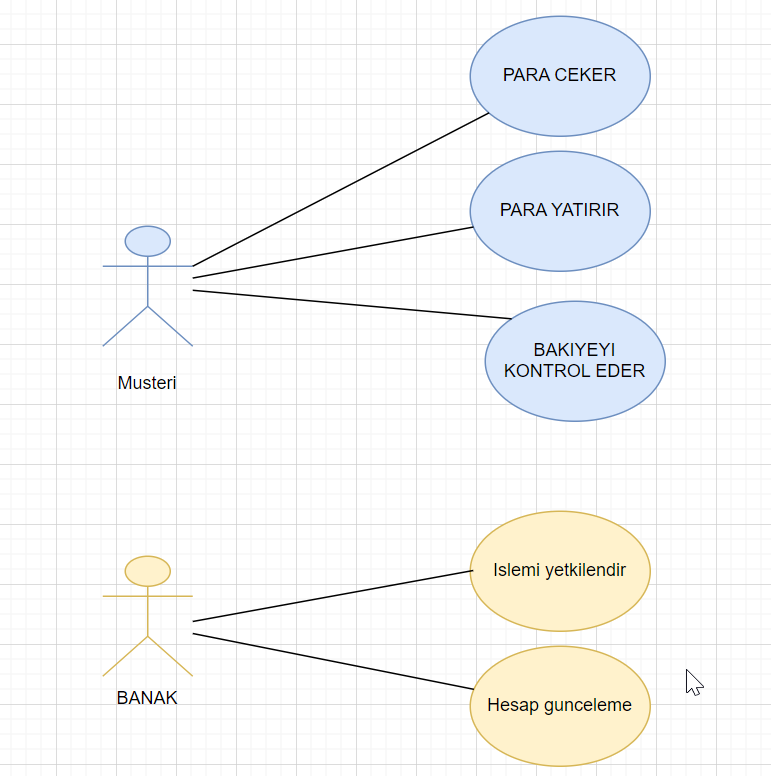 PARA CEKER
PARA YATIRIR
BAKIYEYI
KONTROL EDER
Musteri
Islemi yetkilendir
BANAK
Hesap gunceleme